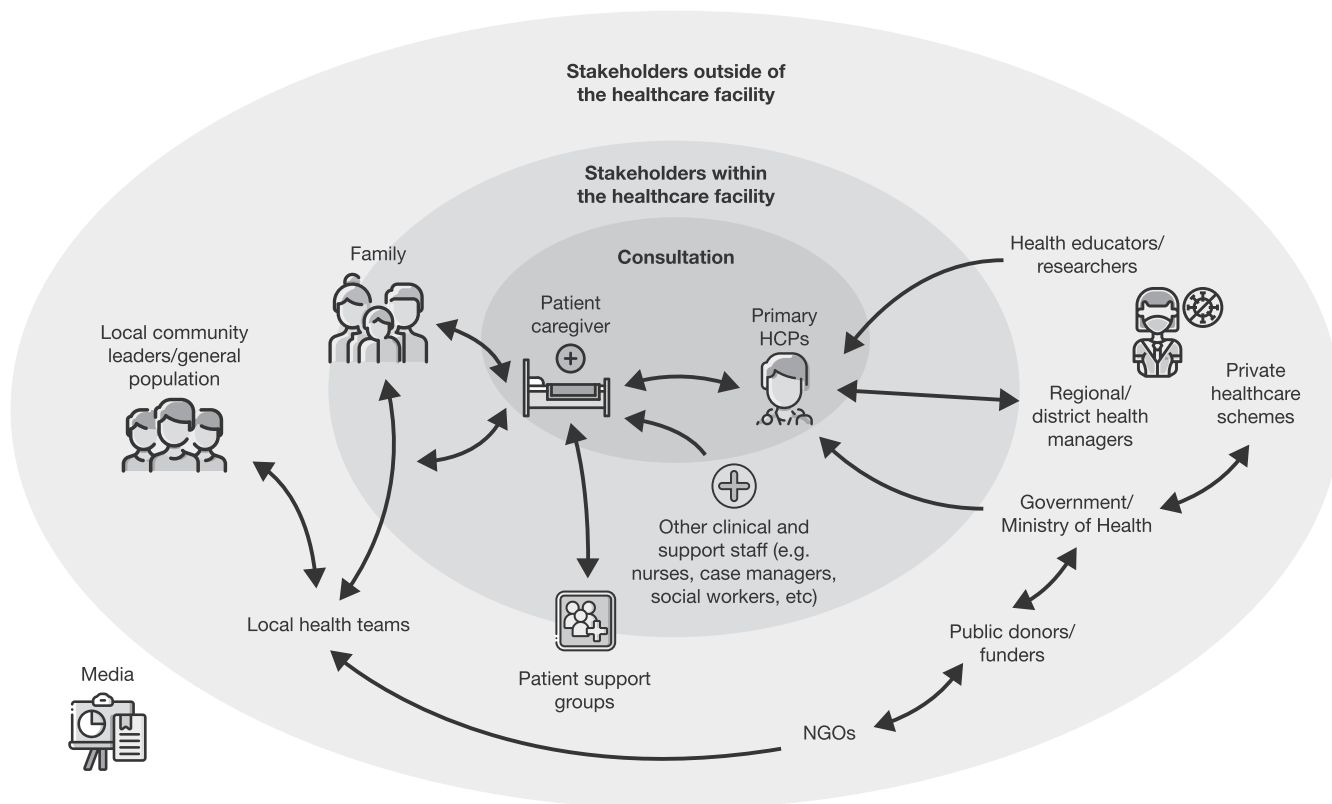 Stakeholders outside of
the healthcare facility
Stakeholders within
the healthcare facility
Consultation
Family
Patient
caregiver
Primary
HCPs
Health educators/
researchers
Local community
leaders/general
population
Regional/
district health
managers
Private
healthcare
schemes
Government/
Ministry of Health
Other clinical and
support staff (e.g.
nurses, case managers,
social workers, etc)
Local health teams
Public donors/
funders
Patient support
groups
Media
NGOs